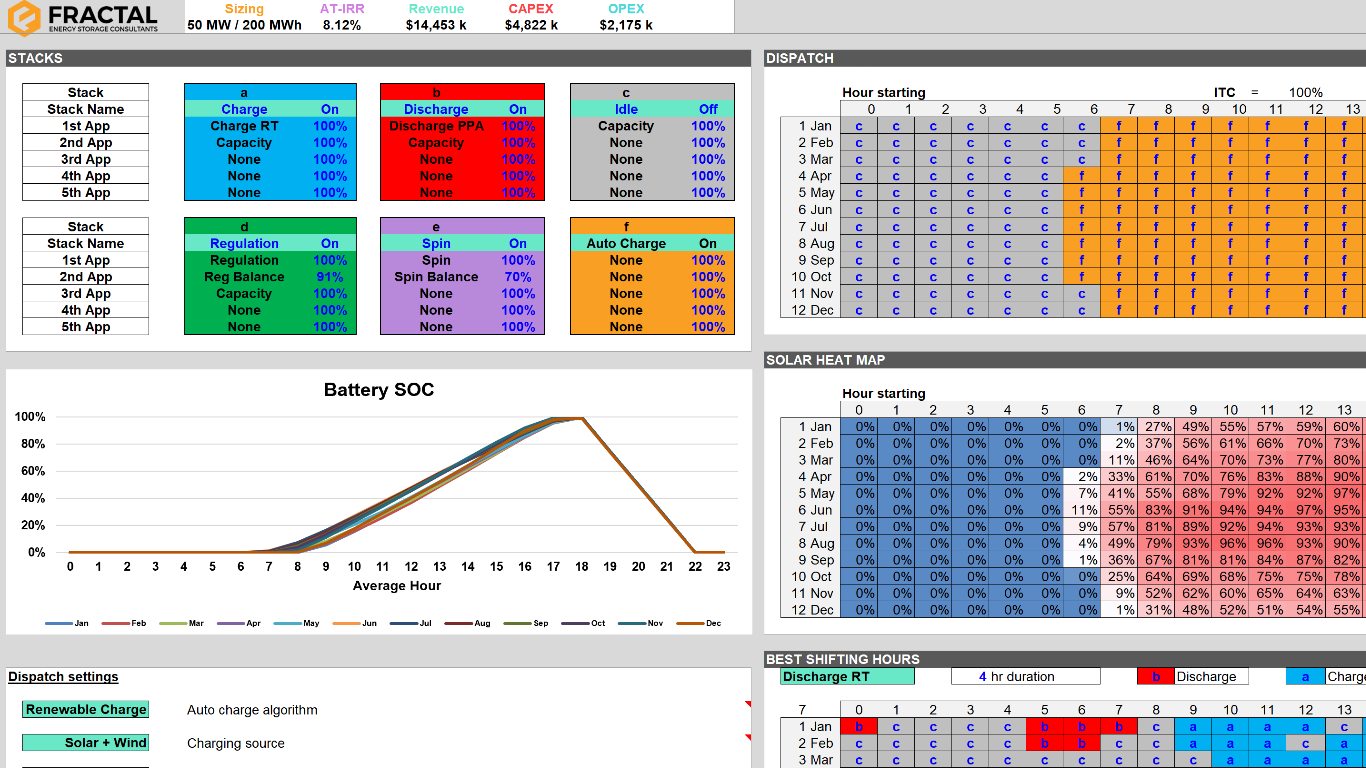 FRACTAL
ENERGY STORAGE CONSULTANTS
Sizing AT-IRR Revenue CAPEX OPEX
50 MW / 200 MWh 8.12% $14,453 k $4,822 k $2,175 k
STACKS
Stack a b c
Stack Name Charge On Discharge On Idle Off
1st App Charge RT 100% Discharge PPA 100% Capacity 100%
2nd App Capacity 100% Capacity 100% None 100%
3rd App None 100% None 100% None 100%
4th App None 100% None 100% None 100%
5th App None 100% None 100% None 100%
Stack d e f
Stack Name Regulation On Spin On Auto Charge On
1st App Regulation 100% Spin 100% None 100%
2nd App Reg Balance 91% Spin Balance 70% None 100%
3rd App Capacity 100% None 100% None 100%
4th App None 100% None 100% None 100%
5th App None 100% None 100% None 100%
Battery SOC
100%
80%
60%
40%
20%
0%
0 1 2 3 4 5 6 7 8 9 10 11 12 13 14 15 16 17 18 19 20 21 22 23
Average Hour
Jan Feb Mar Apr May Jun Jul Aug Sep Oct Nov Dec
Dispatch settings
Renewable Charge Auto charge algorithm
Solar + Wind Charging source
DISPATCH
Hour starting ITC = 100%
0 1 2 3 4 5 6 7 8 9 10 11 12 13
1 Jan c c c c c c c f f f f f f f
2 Feb c c c c c c c f f f f f f f
3 Mar c c c c c c c f f f f f f f
4 Apr c c c c c c f f f f f f f f
5 May c c c c c c f f f f f f f f
6 Jun c c c c c c f f f f f f f f
7 Jul c c c c c c f f f f f f f f
8 Aug c c c c c c f f f f f f f f
9 Sep c c c c c c f f f f f f f f
10 Oct c c c c c c f f f f f f f f
11 Nov c c c c c c c f f f f f f f
12 Dec c c c c c c c f f f f f f f
SOLAR HEAT MAP
Hour starting
0 1 2 3 4 5 6 7 8 9 10 11 12 13
1 Jan 0% 0% 0% 0% 0% 0% 0% 1% 27% 49% 55% 57% 59% 60%
2 Feb 0% 0% 0% 0% 0% 0% 0% 2% 37% 56% 61% 66% 70% 73%
3 Mar 0% 0% 0% 0% 0% 0% 0% 11% 46% 64% 70% 73% 77% 80%
4 Apr 0% 0% 0% 0% 0% 0% 2% 33% 61% 70% 76% 83% 88% 90%
5 May 0% 0% 0% 0% 0% 0% 7% 41% 55% 68% 79% 92% 92% 97%
6 Jun 0% 0% 0% 0% 0% 0% 11% 55% 83% 91% 94% 94% 97% 95%
7 Jul 0% 0% 0% 0% 0% 0% 9% 57% 81% 89% 92% 94% 93% 93%
8 Aug 0% 0% 0% 0% 0% 0% 4% 49% 79% 93% 96% 96% 93% 90%
9 Sep 0% 0% 0% 0% 0% 0% 1% 36% 67% 81% 81% 84% 87% 82%
10 Oct 0% 0% 0% 0% 0% 0% 0% 25% 64% 69% 68% 75% 75% 78%
11 Nov 0% 0% 0% 0% 0% 0% 0% 9% 52% 62% 60% 65% 64% 63%
12 Dec 0% 0% 0% 0% 0% 0% 0% 1% 31% 48% 52% 51% 54% 55%
BEST SHIFTING HOURS
Discharge RT 4 hr duration b Discharge a Charge
7 0 1 2 3 4 5 6 7 8 9 10 11 12 13
1 Jan b c c c c b b b c a a a a c
2 Feb c c c c c b b c c a a a c a
3 Mar c c c c c c c c c c a a a a